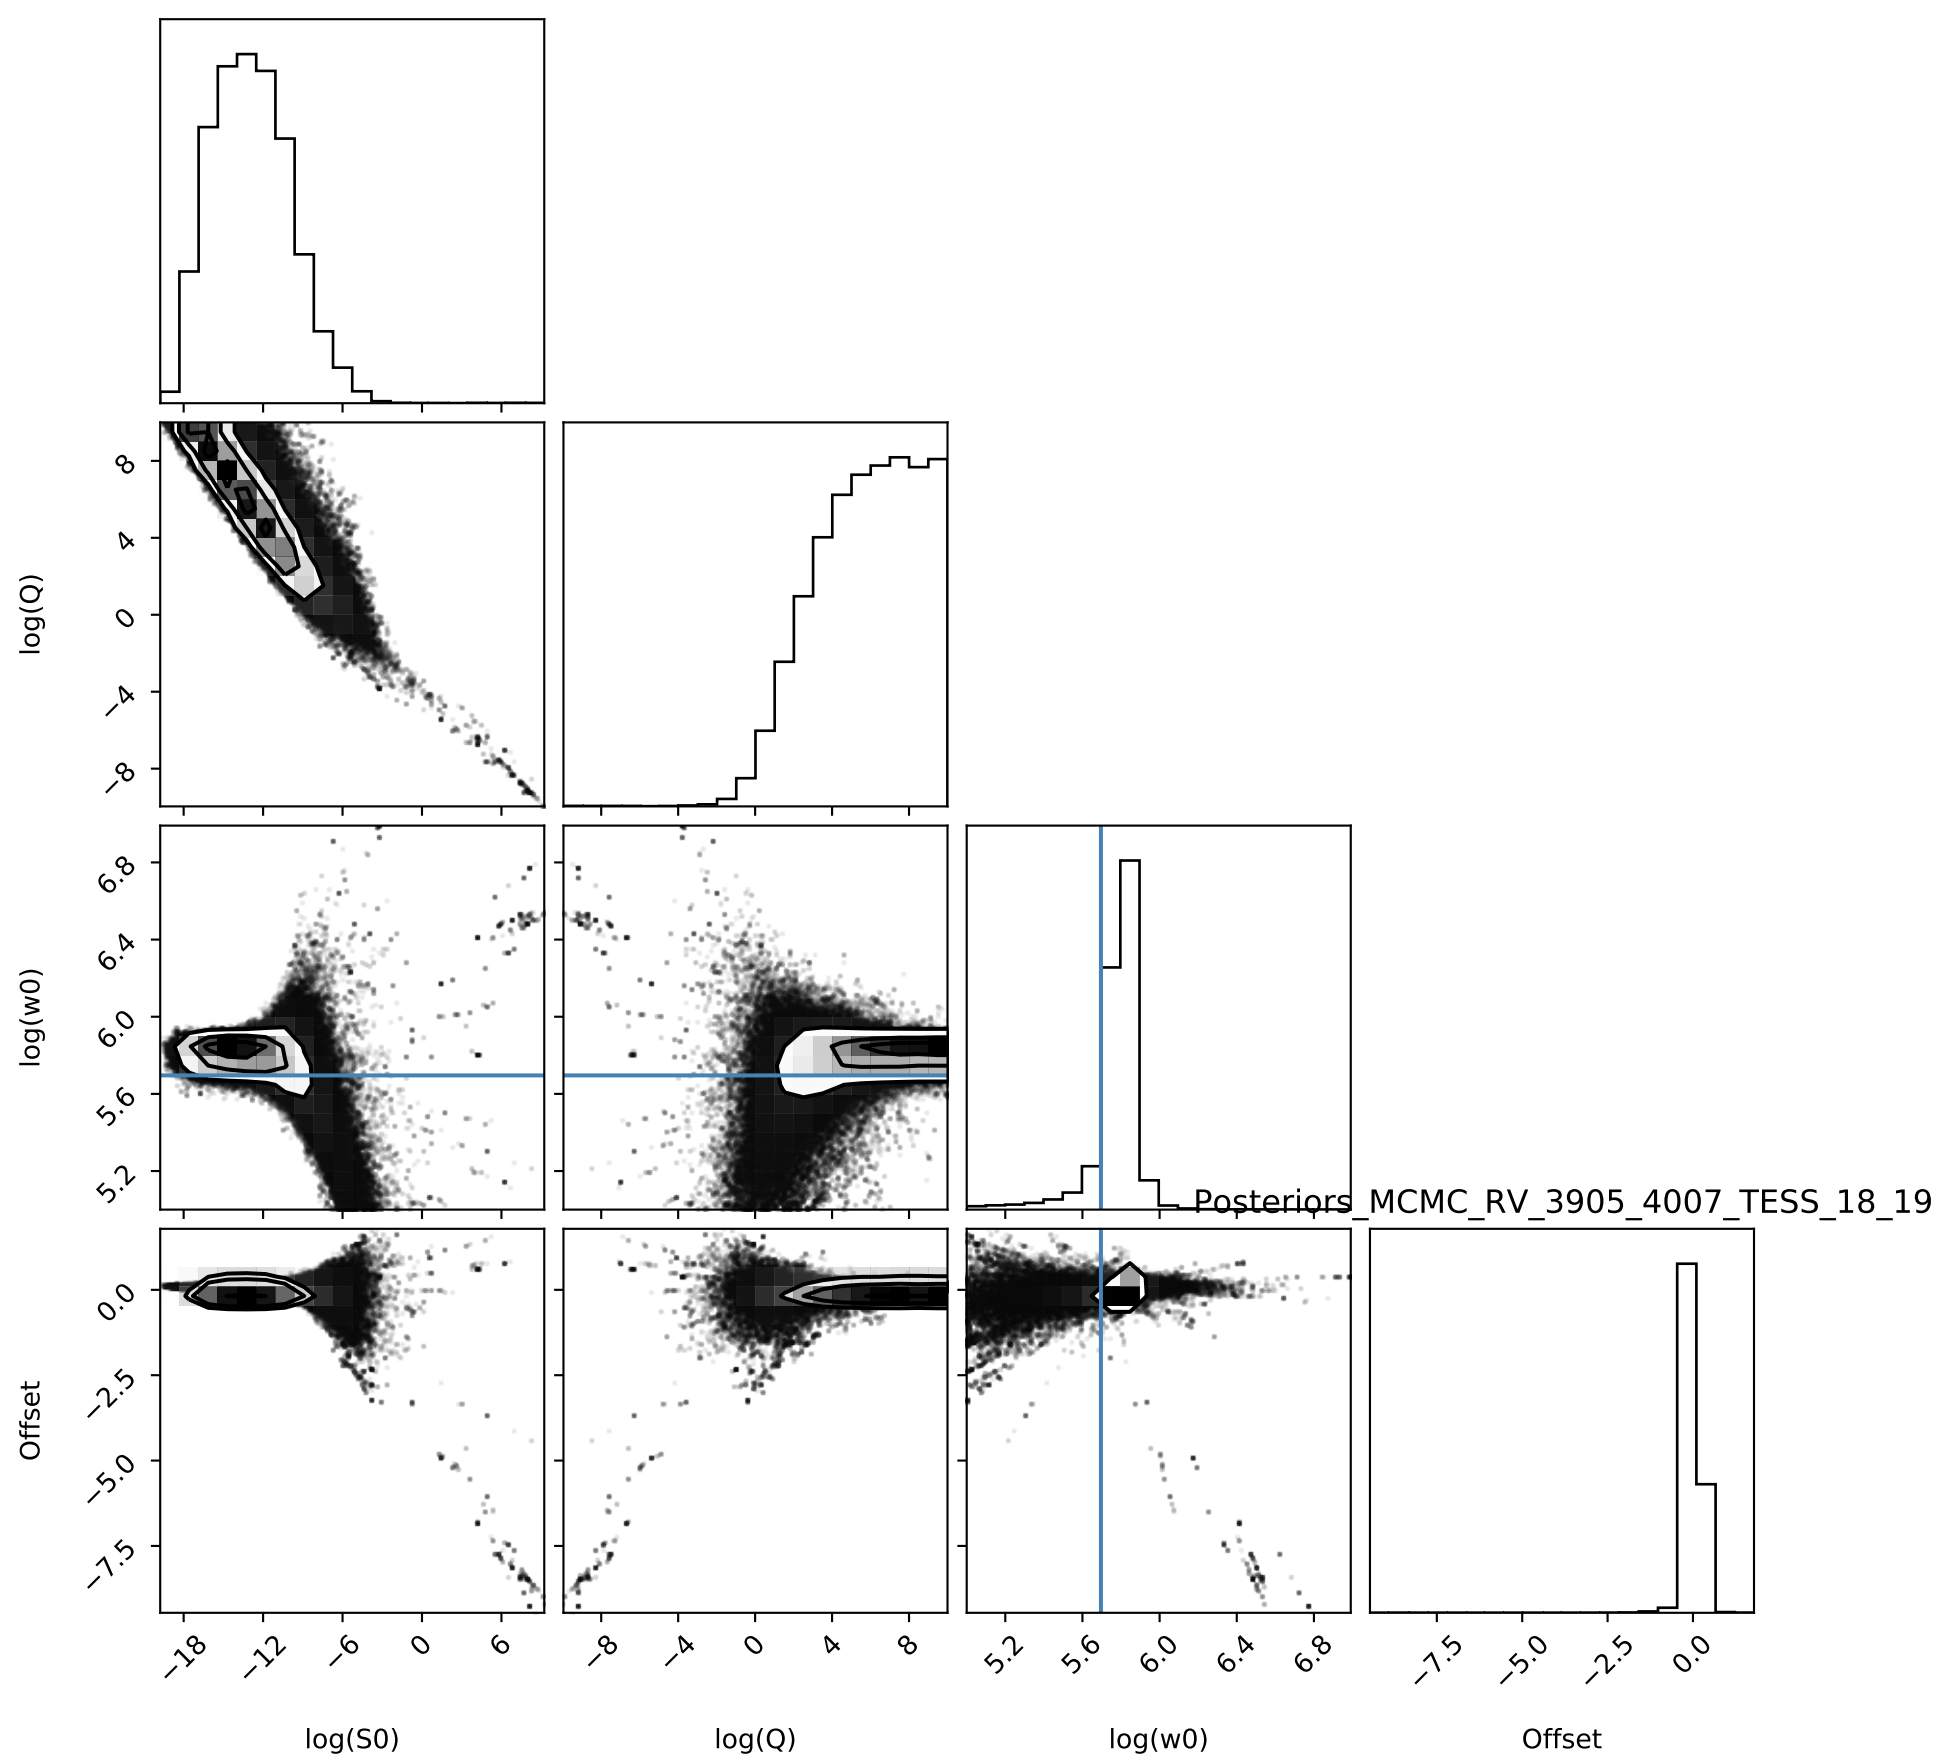 8
4
0
−4
−8
log(Q)
6.8
6.4
6.0
5.6
5.2
log(w0)
Posteriors_MCMC_RV_3905_4007_TESS_18_19
0.0
−2.5
−5.0
−7.5
Offset
−18 −12 −6 0 6
−8 −4 0 4 8
5.2 5.6 6.0 6.4 6.8
−7.5 −5.0 −2.5 0.0
log(S0) log(Q) log(w0) Offset